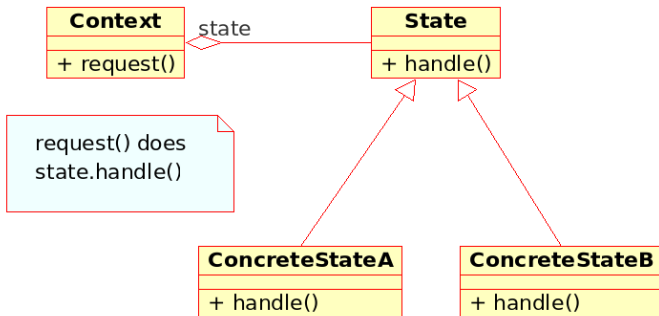 Context
state
State
+ request()
+ handle()
request() does
state.handle()
ConcreteStateA
ConcreteStateB
+ handle()
+ handle()